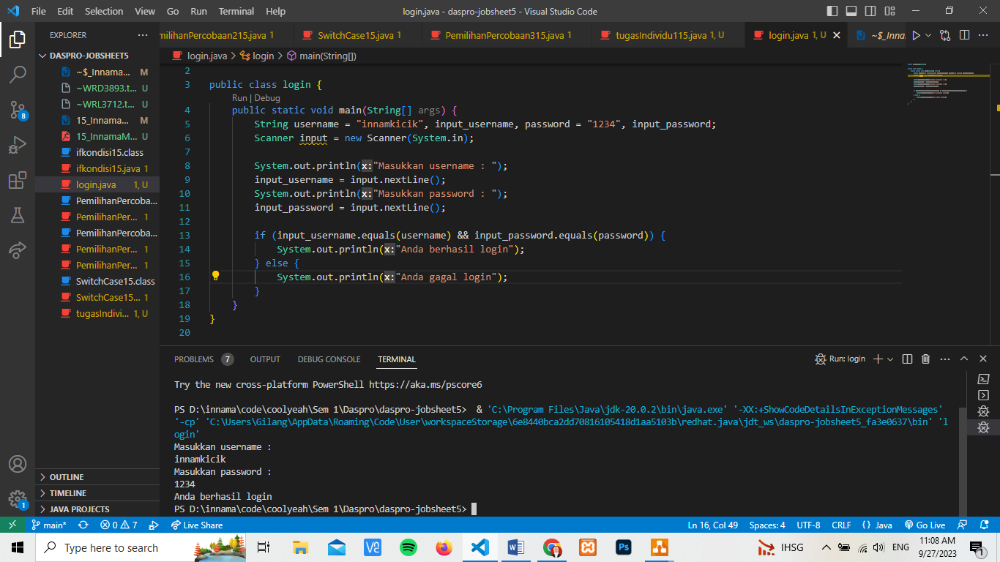 File Edit Selection View Go Run Terminal Help login.java - daspro-jobsheet5 - Visual Studio Code
EXPLORER
milihanPercobaan215.java 1 SwitchCase15.java 1 PemilihanPercobaan315.java 1 tugasIndividu115.java 1, U login.java 1, U ~$_Inna
DASPRO-JOBSHEET5
login.java > login > main(String[])
~$_Innama... M
~WRD3893.t... U
~WRL3712.t... U
15_Innama... M
15_InnamaM... U
ifkondisi15.class
ifkondisi15.java 1
login.java 1, U
PemilihanPercoba...
PemilihanPer... 1
PemilihanPercoba...
PemilihanPer... 1
PemilihanPer... 1
SwitchCase15.class
SwitchCase15... 1
tugasIndivi... 1, U
OUTLINE
TIMELINE
JAVA PROJECTS
2
3 public class login {
Run | Debug
4 public static void main(String[] args) {
5 String username = "innamkicik", input_username, password = "1234", input_password;
6 Scanner input = new Scanner(System.in);
7
8 System.out.println(x:"Masukkan username : ");
9 input_username = input.nextLine();
10 System.out.println(x:"Masukkan password : ");
11 input_password = input.nextLine();
12
13 if (input_username.equals(username) && input_password.equals(password)) {
14 System.out.println(x:"Anda berhasil login");
15 } else {
16 System.out.println(x:"Anda gagal login");
17 }
18 }
19 }
20
PROBLEMS 7 OUTPUT DEBUG CONSOLE TERMINAL Run: login
Try the new cross-platform PowerShell https://aka.ms/pscore6
PS D:\innama\code\coolyeah\Sem 1\Daspro\daspro-jobsheet5> & 'C:\Program Files\Java\jdk-20.0.2\bin\java.exe' '-XX:+ShowCodeDetailsInExceptionMessages'
'-cp' 'C:\Users\Gilang\AppData\Roaming\Code\User\workspaceStorage\6e8440bca2dd70816105418d1aa5103b\redhat.java\jdt_ws\daspro-jobsheet5_fa3e0637\bin' 'l
ogin'
Masukkan username :
innamkicik
Masukkan password :
1234
Anda berhasil login
PS D:\innama\code\coolyeah\Sem 1\Daspro\daspro-jobsheet5>
8
1
main* 0 7 Live Share Ln 16, Col 49 Spaces: 4 UTF-8 CRLF {} Java Go Live
Type here to search
IHSG ENG 11:08 AM
9/27/2023
1